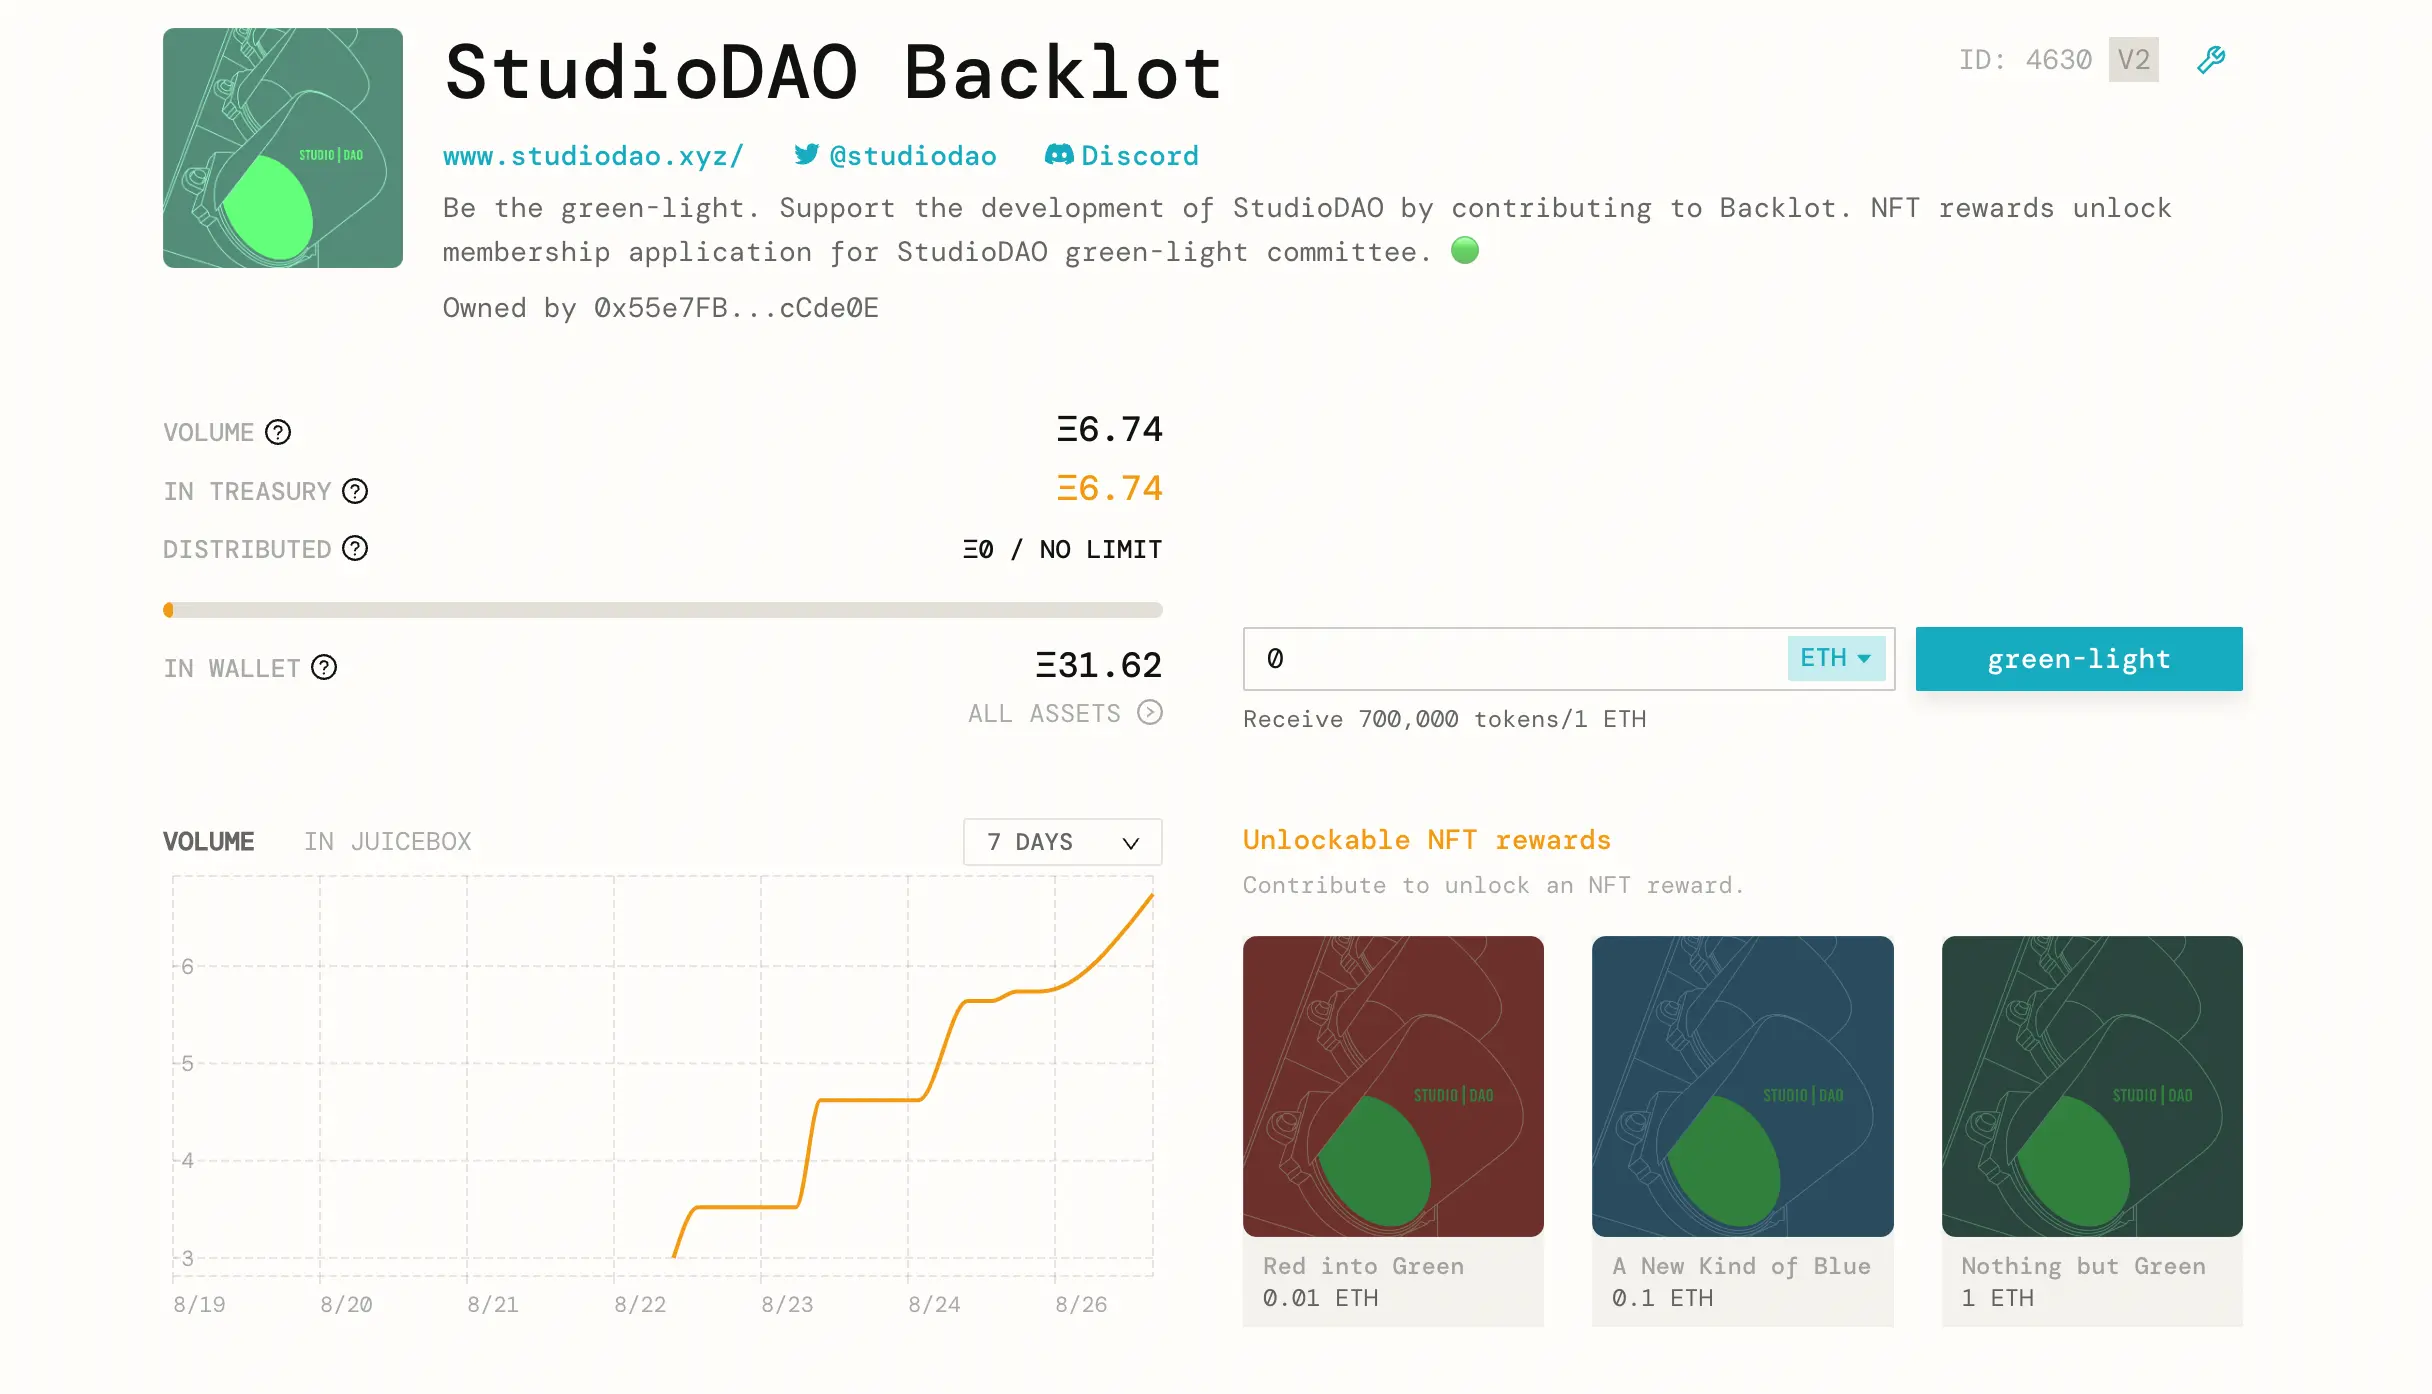 STUDIO | DAO
StudioDAO Backlot
ID: 4630 V2
www.studiodao.xyz/ @studiodao Discord
Be the green-light. Support the development of StudioDAO by contributing to Backlot. NFT rewards unlock
membership application for StudioDAO green-light committee.
Owned by 0x55e7FB...cCde0E
VOLUME ? Ξ6.74
IN TREASURY ? Ξ6.74
DISTRIBUTED ? Ξ0 / NO LIMIT
IN WALLET ? Ξ31.62
ALL ASSETS
0 ETH green-light
Receive 700,000 tokens/1 ETH
VOLUME IN JUICEBOX 7 DAYS
6
5
4
3
8/19 8/20 8/21 8/22 8/23 8/24 8/26
Unlockable NFT rewards
Contribute to unlock an NFT reward.
STUDIO | DAO STUDIO | DAO STUDIO | DAO
Red into Green A New Kind of Blue Nothing but Green
0.01 ETH 0.1 ETH 1 ETH